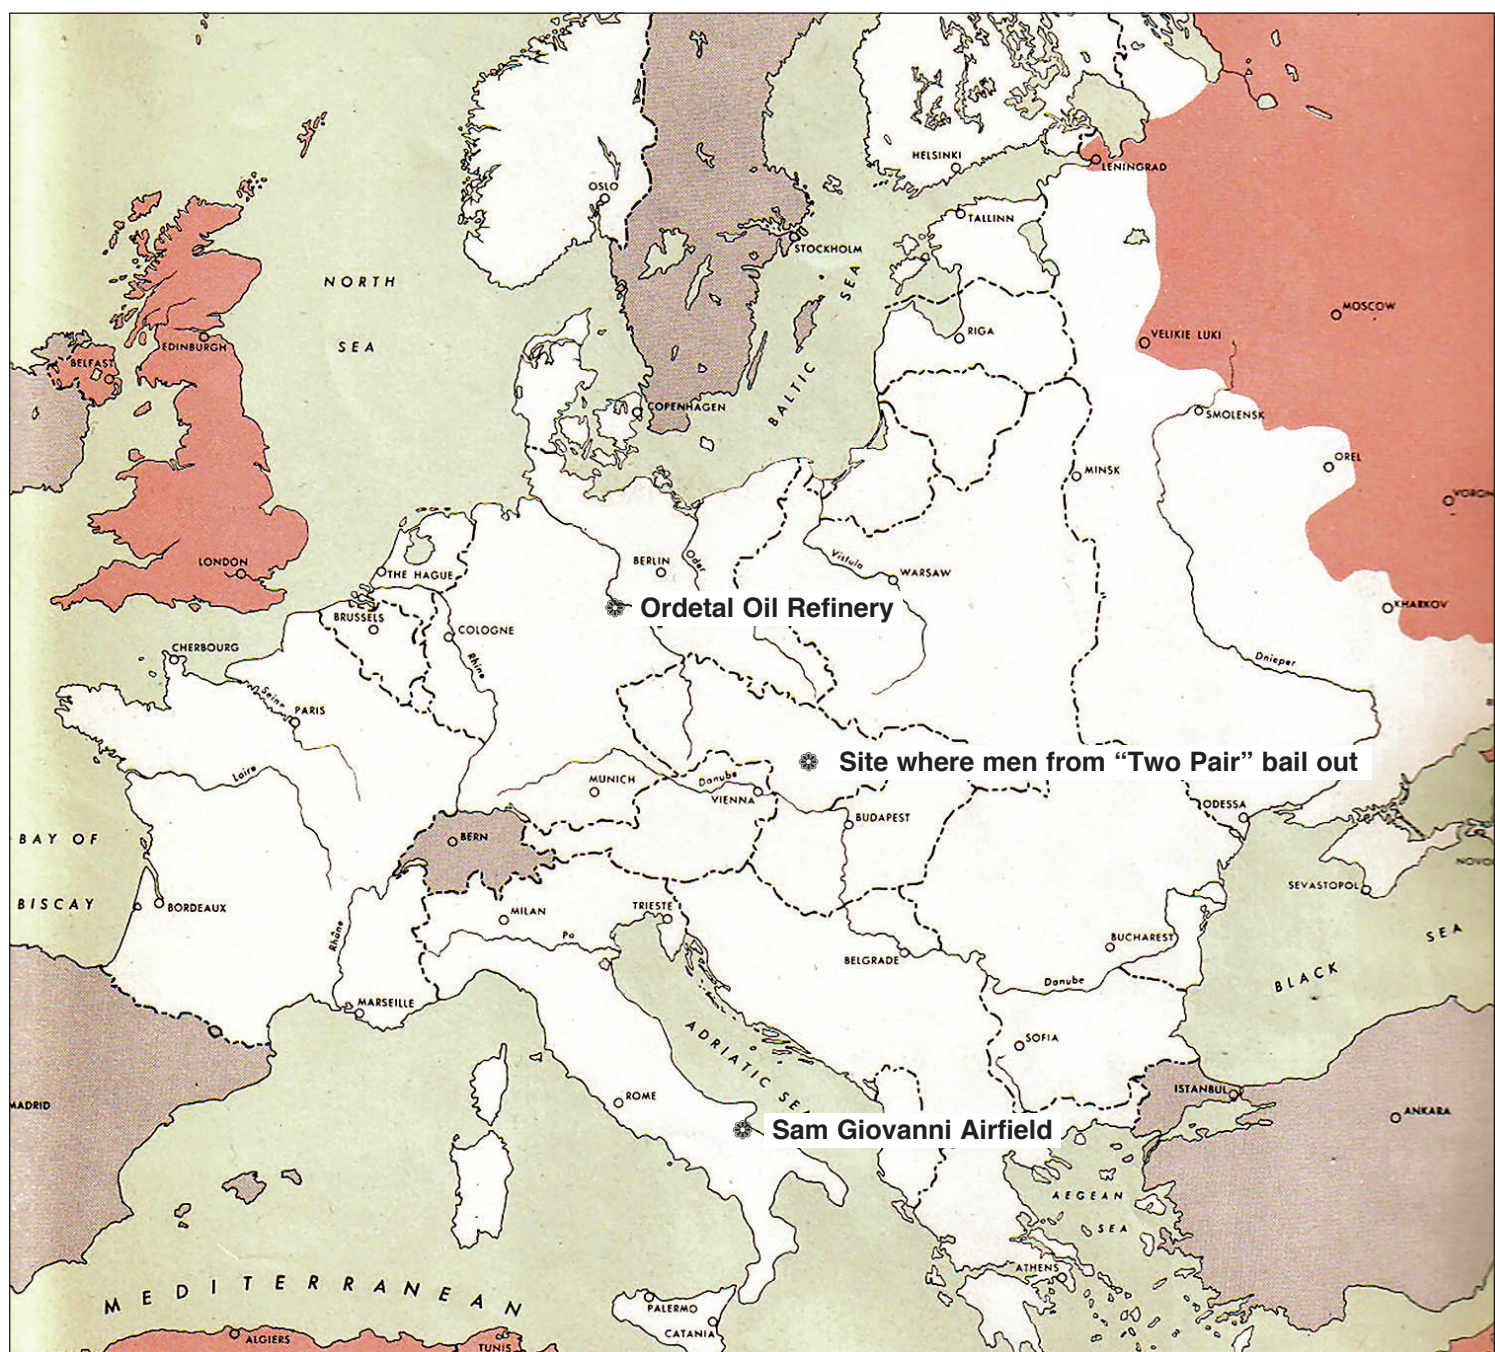 HELSINKI
LENINGRAD
OSLO
TALLINN
STOCKHOLM
NORTH
SEA
BALTIC SEA
MOSCOW
RIGA
VELIKIE LUKI
EDINBURGH
BELFAST
COPENHAGEN
SMOLENSK
OREL
MINSK
VORON
LONDON
THE HAGUE
BERLIN
Oder
Vistula
WARSAW
Ordetal Oil Refinery
KHARKOV
BRUSSELS
COLOGNE
CHERBOURG
Rhine
Dnieper
Seine
PARIS
Site where men from “Two Pair” bail out
Loire
MUNICH
Danube
VIENNA
ODESSA
BUDAPEST
BAY OF
BISCAY
BERN
NOVO
SEVASTOPOL
BORDEAUX
MILAN
TRIESTE
Rhône
Po
BUCHAREST
BELGRADE
BLACK
SEA
Danube
MARSEILLE
SOFIA
ADRIATIC SEA
ISTANBUL
MADRID
ROME
ANKARA
Sam Giovanni Airfield
AEGEAN
SEA
ATHENS
MEDITERRANEAN
PALERMO
CATANIA
ALGIERS
TUNIS